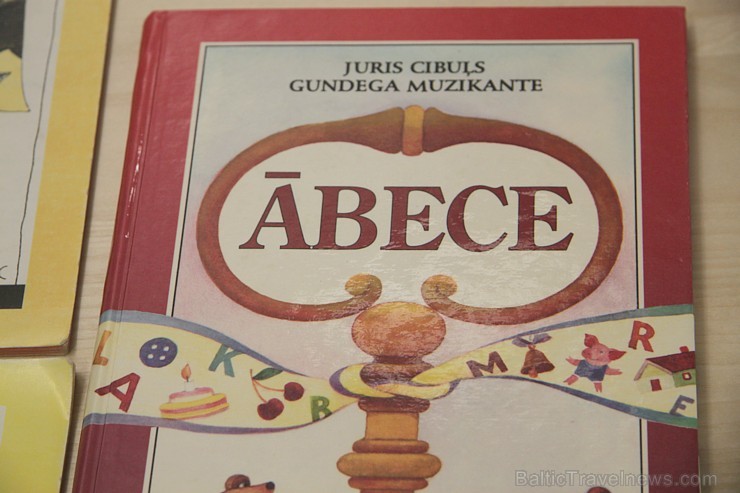 JURIS CIBUĻS
GUNDEGA MUZIKANTE
ĀBECE
L O K
A B
M R
E
BalticTravelnews.com